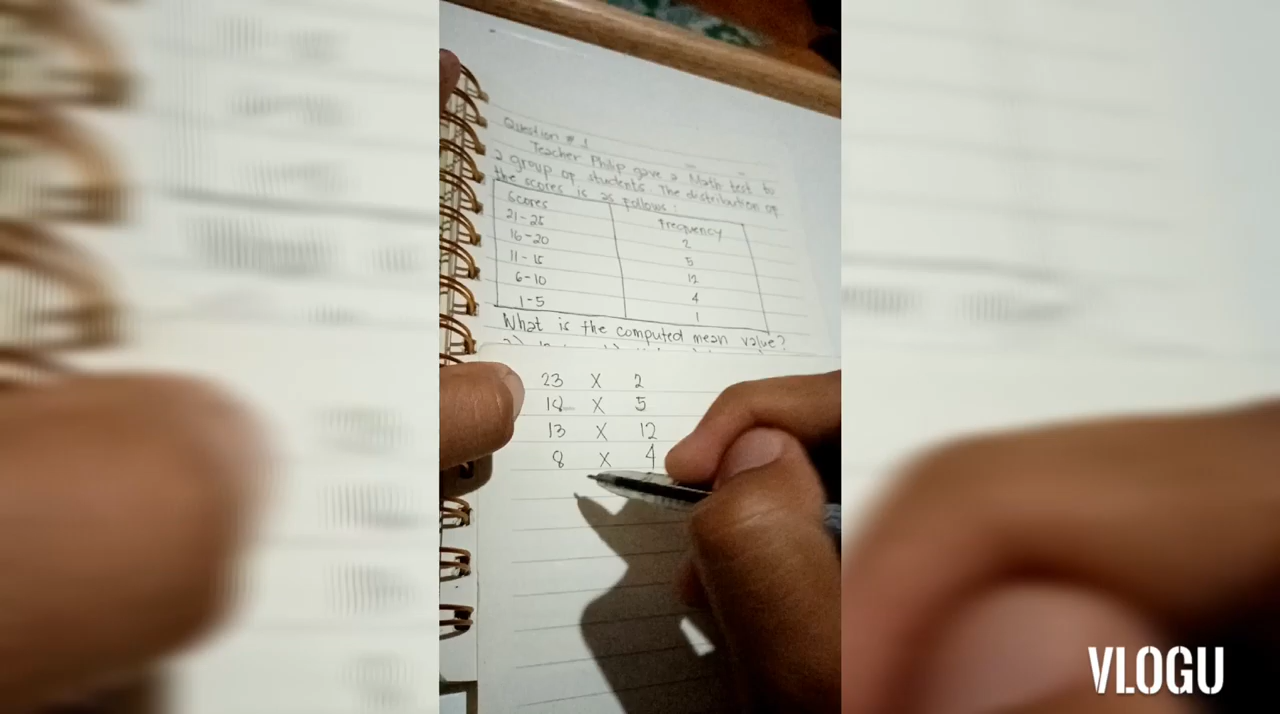 Question # 1
Teacher Philip gave a Math test to
a group of students. The distribution of
the scores is as follows:
Scores Frequency
21-25 2
16-20 5
11-15 12
6-10 4
1-5 1
What is the computed mean value?
23 X 2
18 X 5
13 X 12
8 X 4
VLOGU